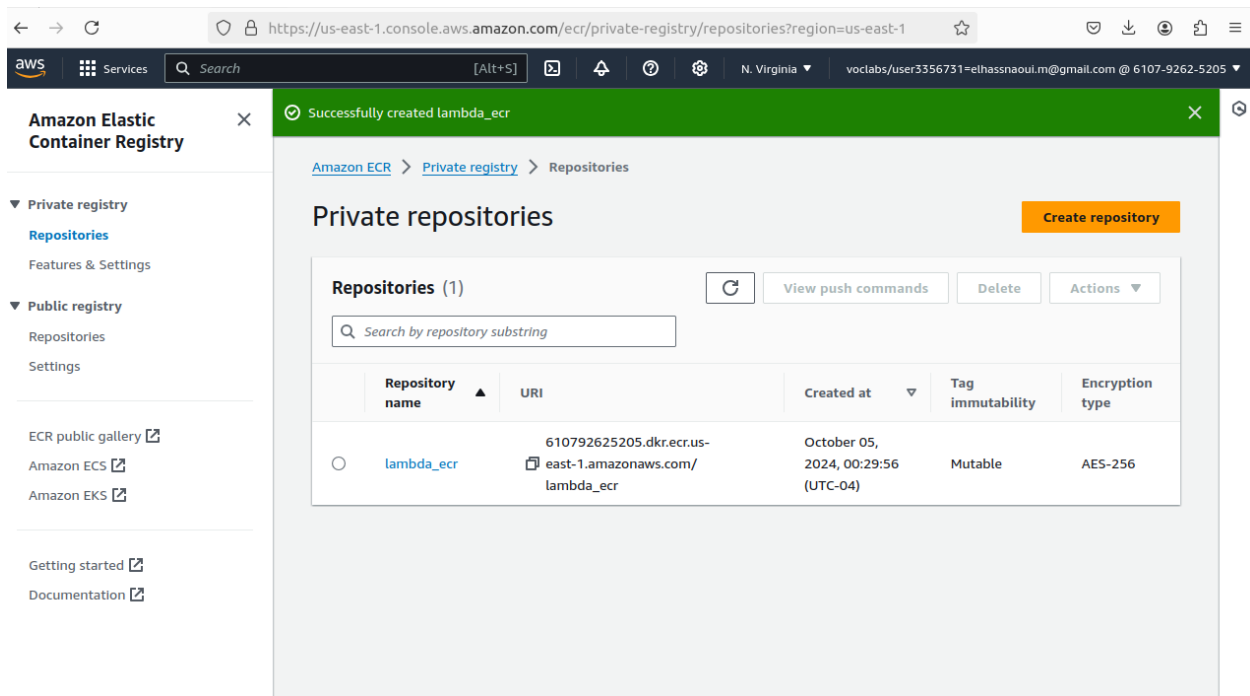 https://us-east-1.console.aws.amazon.com/ecr/private-registry/repositories?region=us-east-1
aws
Services
Search
[Alt+S]
N. Virginia
voclabs/user3356731=elhassnaoui.m@gmail.com @ 6107-9262-5205
Amazon Elastic
Container Registry
Private registry
Repositories
Features & Settings
Public registry
Repositories
Settings
ECR public gallery
Amazon ECS
Amazon EKS
Getting started
Documentation
Successfully created lambda_ecr
Amazon ECR
Private registry
Repositories
Private repositories
Create repository
Repositories (1)
View push commands
Delete
Actions
Search by repository substring
Repository
name
URI
Created at
Tag
immutability
Encryption
type
lambda_ecr
610792625205.dkr.ecr.us-
east-1.amazonaws.com/
lambda_ecr
October 05,
2024, 00:29:56
(UTC-04)
Mutable
AES-256